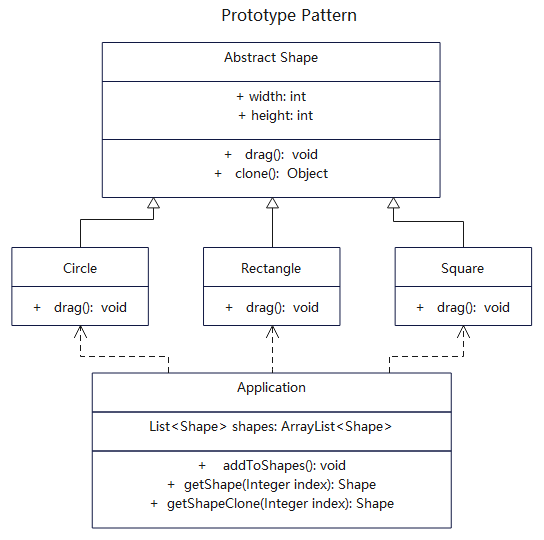 Prototype Pattern
Abstract Shape
+ width: int
+ height: int
+ drag(): void
+ clone(): Object
Circle
+ drag(): void
Rectangle
+ drag(): void
Square
+ drag(): void
Application
List<Shape> shapes: ArrayList<Shape>
+ addToShapes(): void
+ getShape(Integer index): Shape
+ getShapeClone(Integer index): Shape